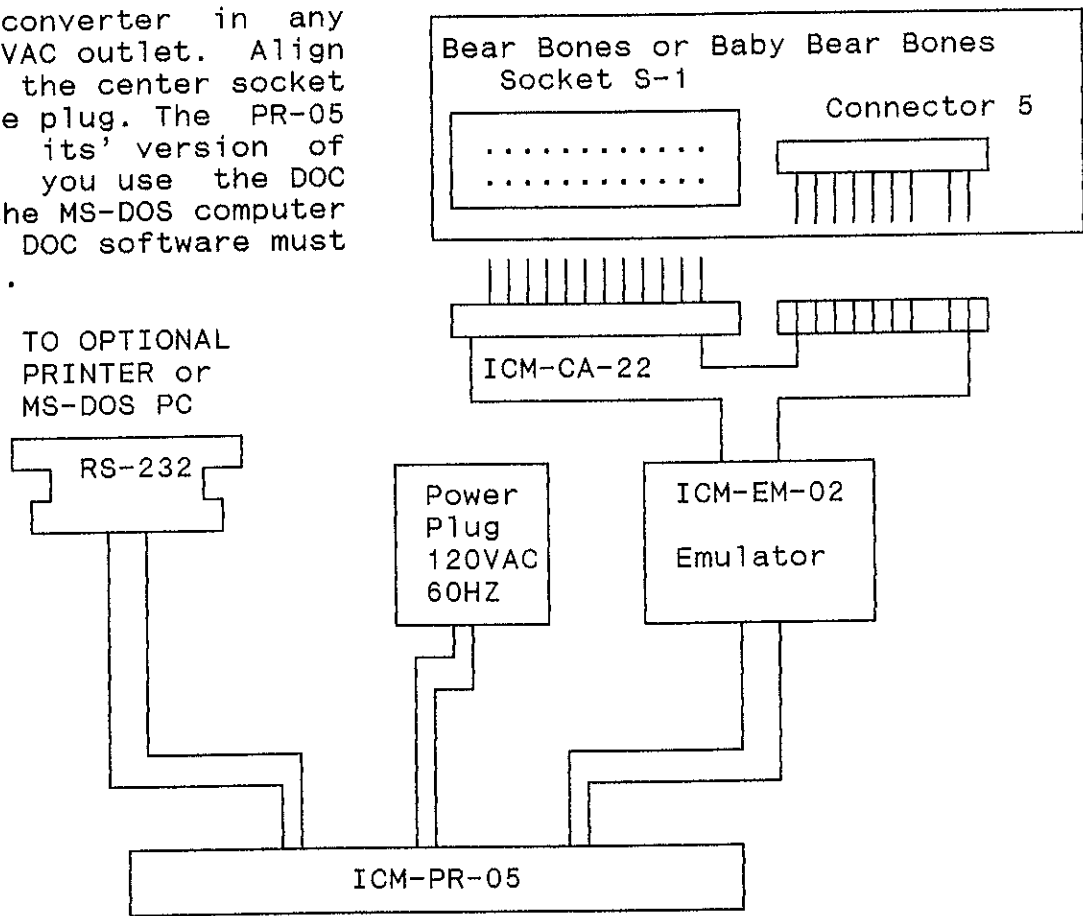 converter in any
VAC outlet. Align
the center socket
e plug. The PR-05
its' version of
you use the DOC
he MS-DOS computer
DOC software must
.
Bear Bones or Baby Bear Bones
Socket S-1
Connector 5
TO OPTIONAL
PRINTER or
MS-DOS PC
ICM-CA-22
RS-232
Power
Plug
120VAC
60HZ
ICM-EM-02
Emulator
ICM-PR-05